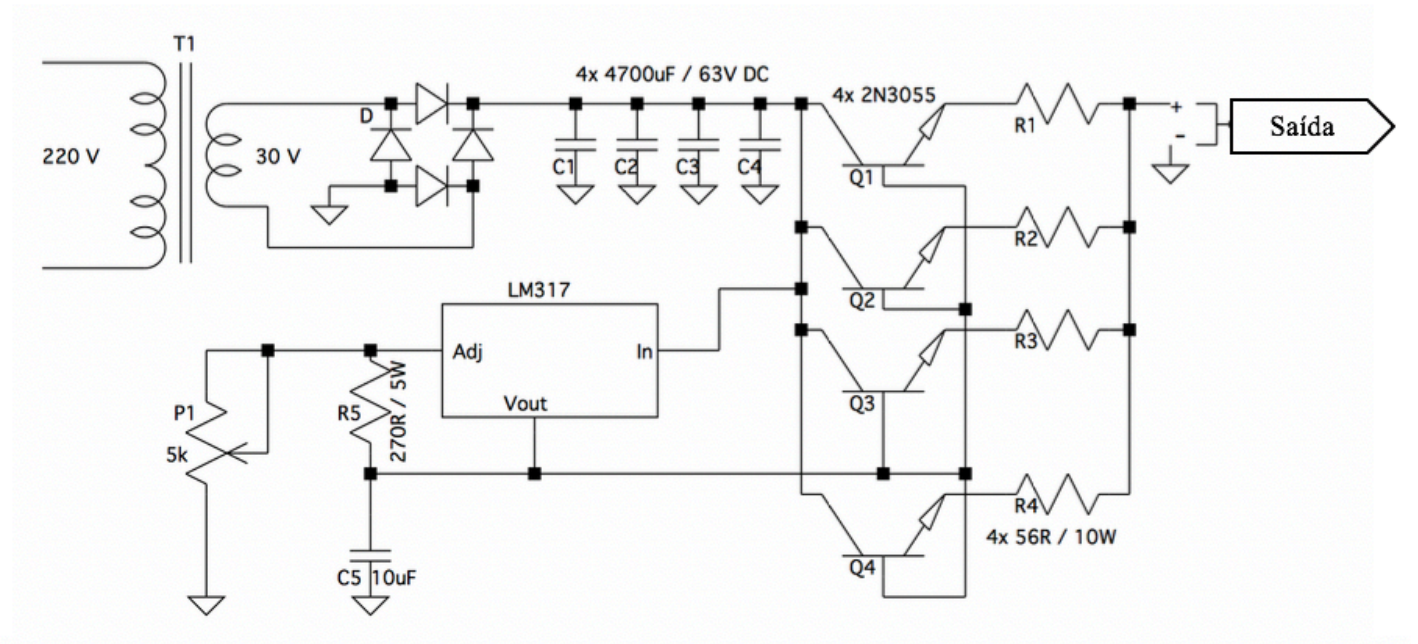 T1
4x 4700uF / 63V DC
4x 2N3055
D
R1
+
-
Saída
220 V
30 V
C1
C2
C3
C4
Q1
R2
LM317
Q2
R3
Adj
In
P1
R5
270R / 5W
Vout
Q3
5k
R4
4x 56R / 10W
C5
10uF
Q4